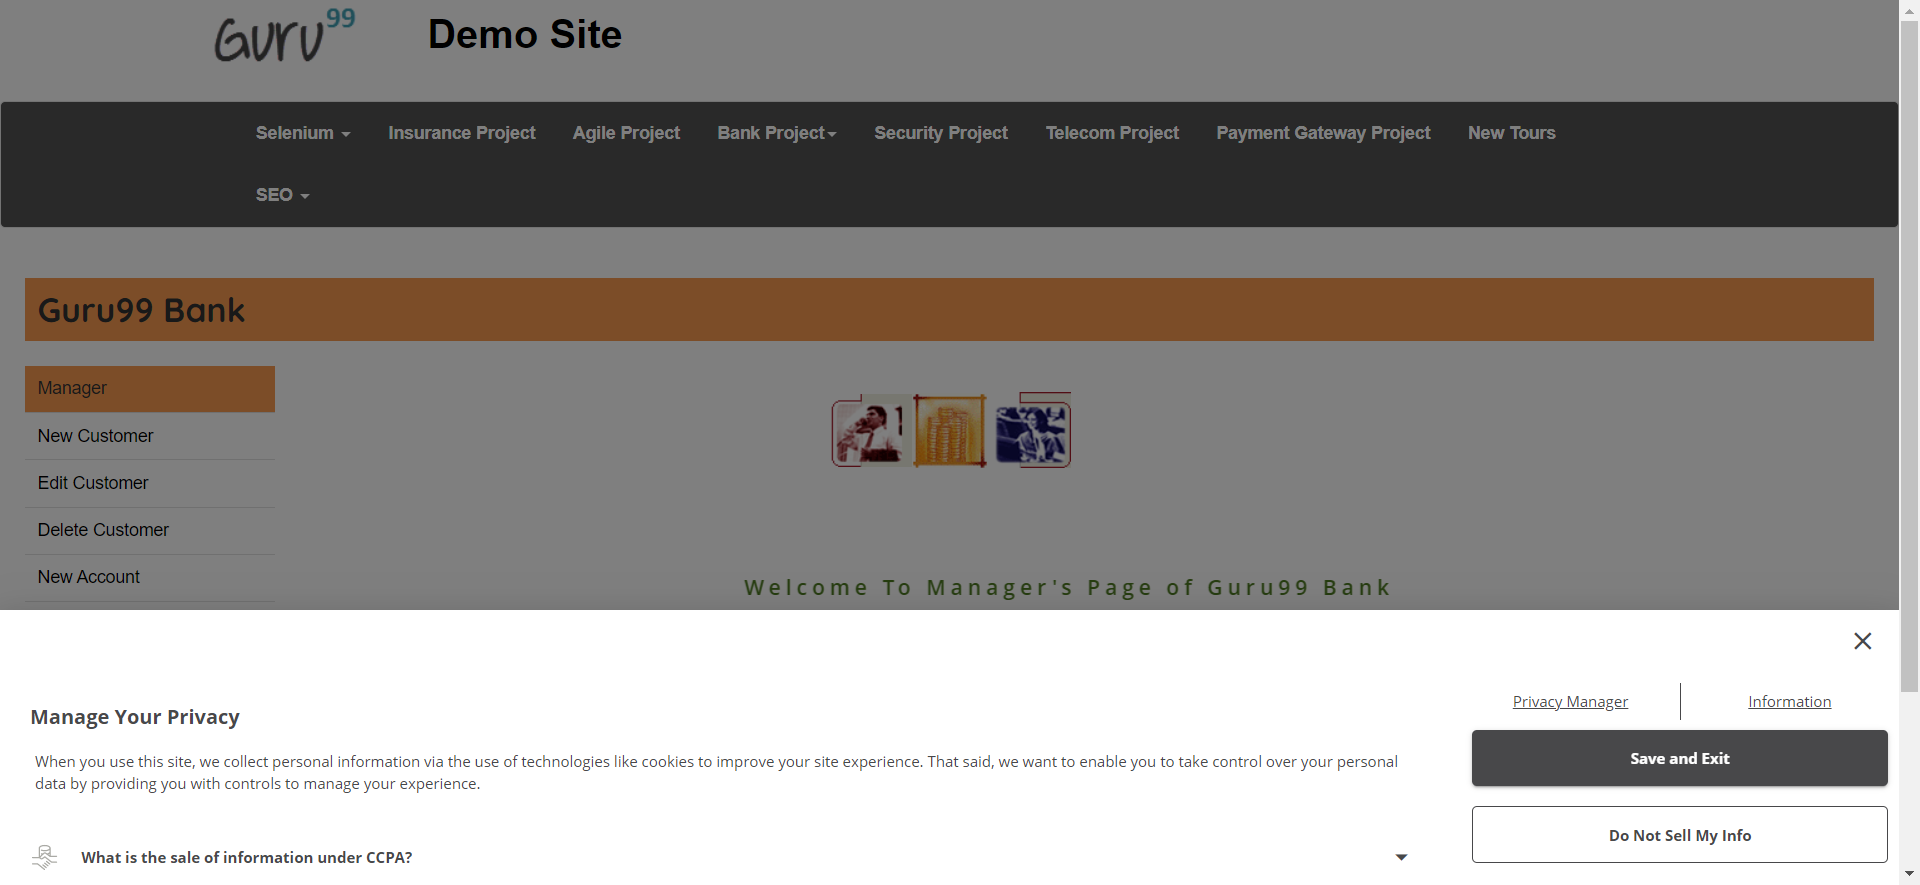 Guru99
Demo Site
Selenium
Insurance Project
Agile Project
Bank Project
Security Project
Telecom Project
Payment Gateway Project
New Tours
SEO
Guru99 Bank
Manager
New Customer
Edit Customer
Delete Customer
New Account
Welcome To Manager's Page of Guru99 Bank
Manage Your Privacy
When you use this site, we collect personal information via the use of technologies like cookies to improve your site experience. That said, we want to enable you to take control over your personal
data by providing you with controls to manage your experience.
What is the sale of information under CCPA?
Privacy Manager
Information
Save and Exit
Do Not Sell My Info